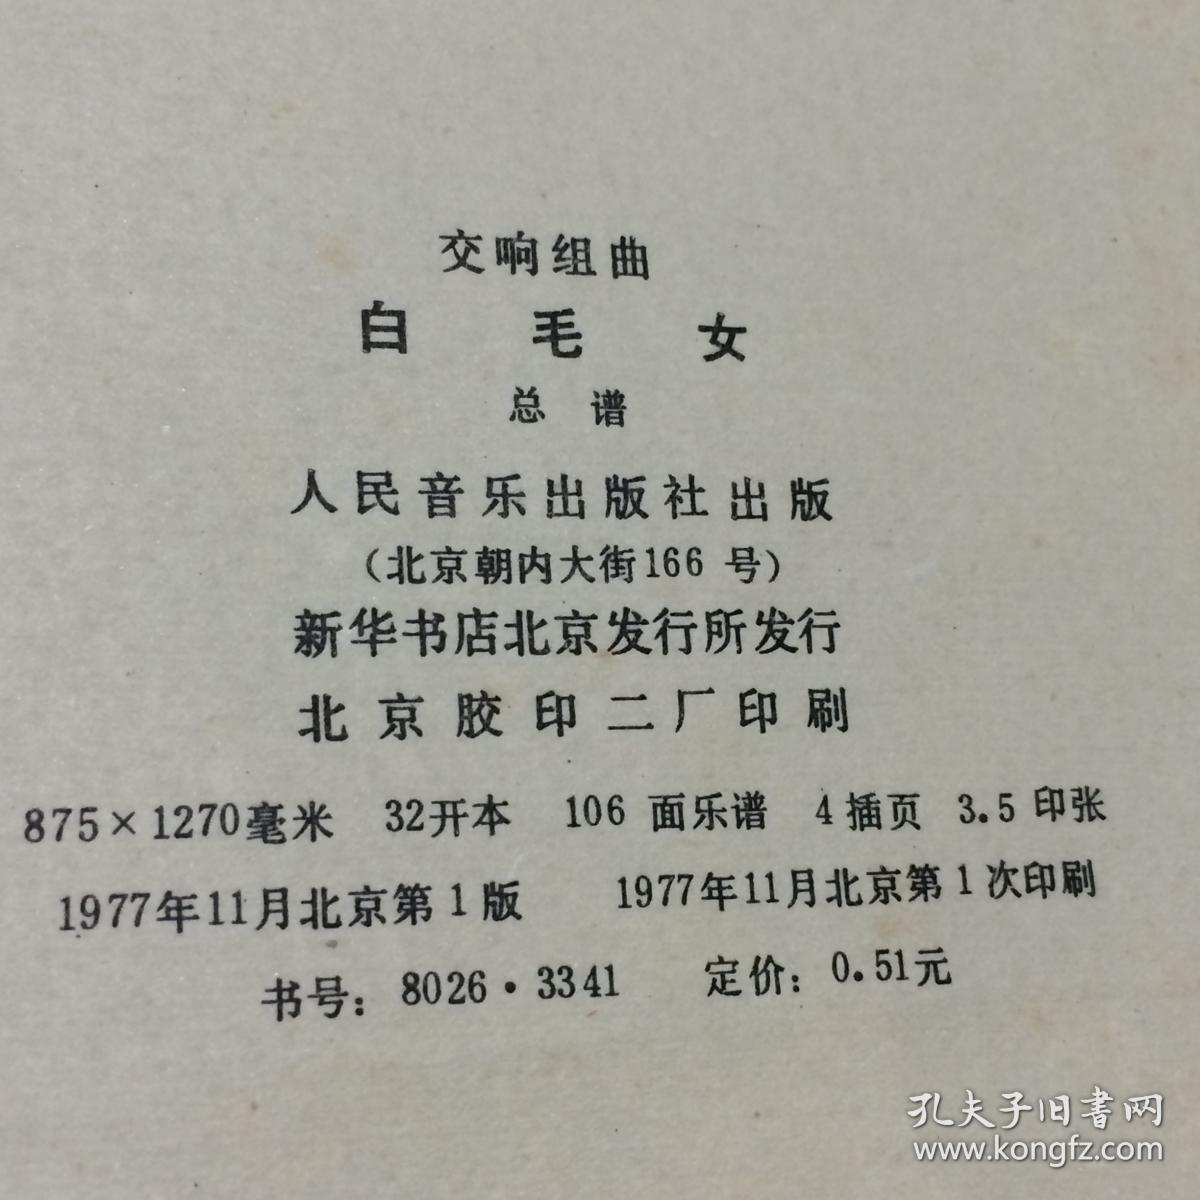 交响组曲
白毛女
总谱
人民音乐出版社出版
（北京朝内大街166号）
新华书店北京发行所发行
北京胶印二厂印刷
875×1270毫米 32开本 106面乐谱 4插页 3.5印张
1977年11月北京第1版 1977年11月北京第1次印刷
书号：8026·3341 定价：0.51元
孔夫子旧书网
www.kongfz.com